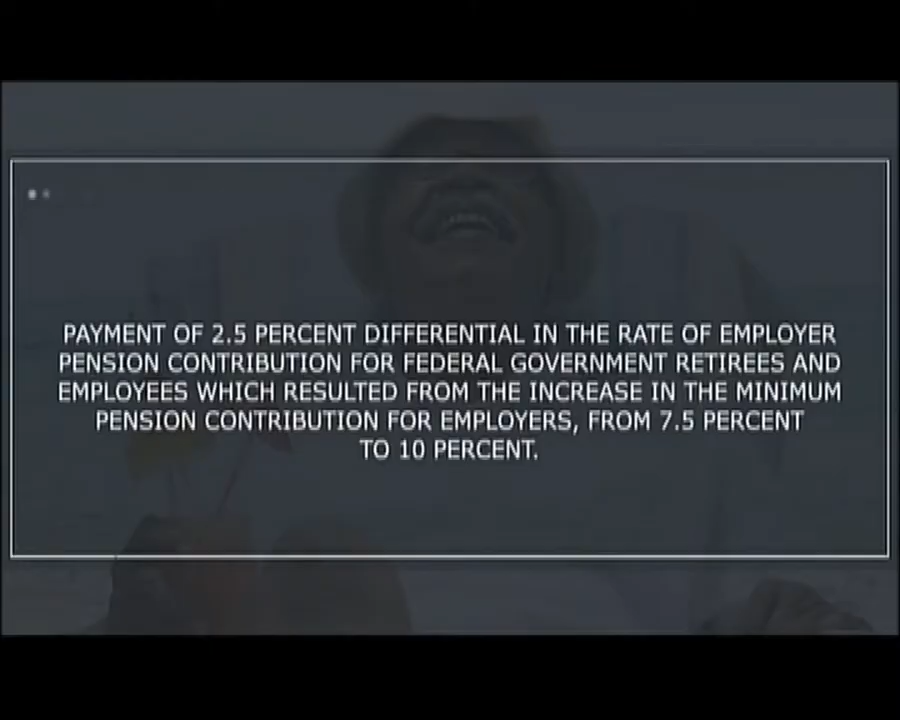 PAYMENT OF 2.5 PERCENT DIFFERENTIAL IN THE RATE OF EMPLOYER
PENSION CONTRIBUTION FOR FEDERAL GOVERNMENT RETIREES AND
EMPLOYEES WHICH RESULTED FROM THE INCREASE IN THE MINIMUM
PENSION CONTRIBUTION FOR EMPLOYERS, FROM 7.5 PERCENT
TO 10 PERCENT.